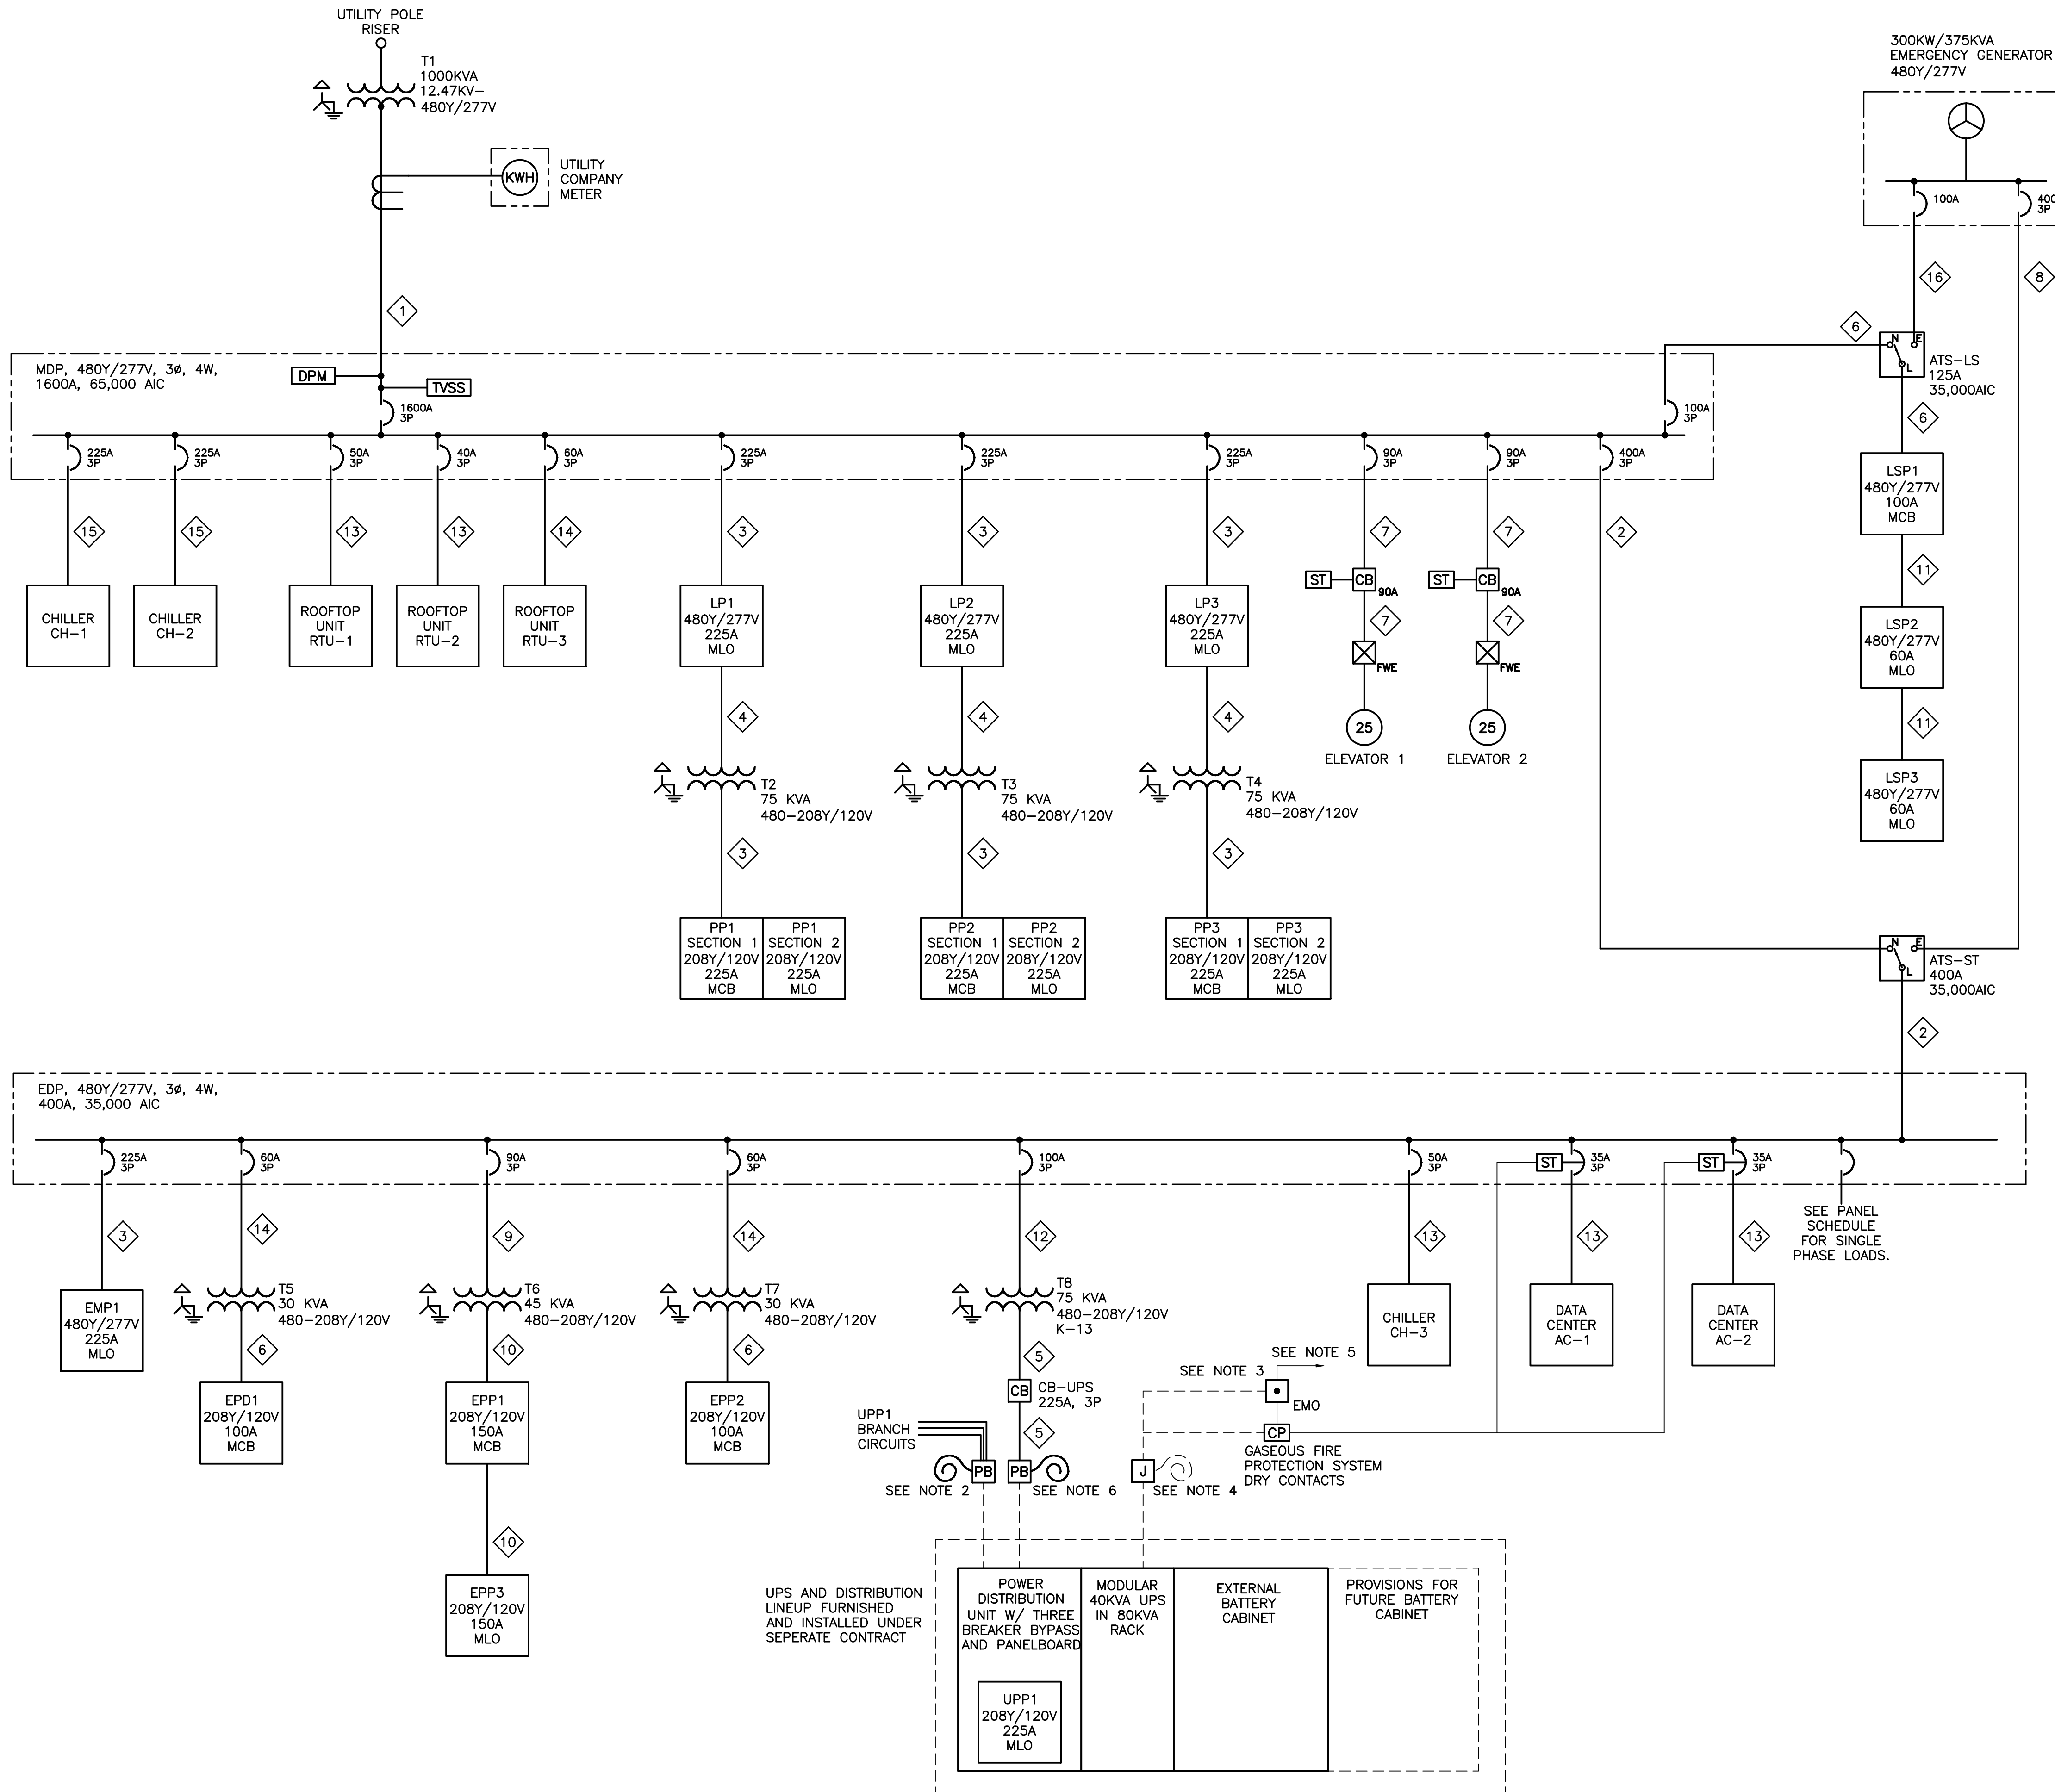 UTILITY POLE
RISER
T1
1000KVA
12.47KV-
480Y/277V
KWH
UTILITY
COMPANY
METER
300KW/375KVA
EMERGENCY GENERATOR
480Y/277V
100A
3P
16
8
1
6
N
E
L
ATS-LS
125A
35,000AIC
MDP, 480Y/277V, 3ø, 4W,
1600A, 65,000 AIC
DPM
TVSS
1600A
3P
100A
3P
225A
3P
225A
3P
50A
3P
40A
3P
60A
3P
225A
3P
225A
3P
225A
3P
90A
3P
90A
3P
400A
3P
6
15
15
13
13
14
3
3
3
7
7
2
CHILLER
CH-1
CHILLER
CH-2
ROOFTOP
UNIT
RTU-1
ROOFTOP
UNIT
RTU-2
ROOFTOP
UNIT
RTU-3
LP1
480Y/277V
225A
MLO
LP2
480Y/277V
225A
MLO
LP3
480Y/277V
225A
MLO
ST
CB
90A
7
FWE
25
ELEVATOR 1
ST
CB
90A
7
FWE
25
ELEVATOR 2
LSP1
480Y/277V
100A
MCB
11
LSP2
480Y/277V
60A
MLO
11
LSP3
480Y/277V
60A
MLO
4
4
4
T2
75 KVA
480-208Y/120V
T3
75 KVA
480-208Y/120V
T4
75 KVA
480-208Y/120V
3
3
3
PP1
SECTION 1
208Y/120V
225A
MCB
PP1
SECTION 2
208Y/120V
225A
MLO
PP2
SECTION 1
208Y/120V
225A
MCB
PP2
SECTION 2
208Y/120V
225A
MLO
PP3
SECTION 1
208Y/120V
225A
MCB
PP3
SECTION 2
208Y/120V
225A
MLO
N
E
L
ATS-ST
400A
35,000AIC
2
EDP, 480Y/277V, 3ø, 4W,
400A, 35,000 AIC
225A
3P
60A
3P
90A
3P
60A
3P
100A
3P
50A
3P
ST
35A
3P
ST
35A
3P
3
14
9
14
12
13
13
13
SEE PANEL
SCHEDULE
FOR SINGLE
PHASE LOADS.
EMP1
480Y/277V
225A
MLO
T5
30 KVA
480-208Y/120V
T6
45 KVA
480-208Y/120V
T7
30 KVA
480-208Y/120V
T8
75 KVA
480-208Y/120V
K-13
CHILLER
CH-3
DATA
CENTER
AC-1
DATA
CENTER
AC-2
6
10
6
5
EPD1
208Y/120V
100A
MCB
EPP1
208Y/120V
150A
MCB
EPP2
208Y/120V
100A
MCB
CB
CB-UPS
225A, 3P
5
SEE NOTE 3
SEE NOTE 5
EMO
CP
GASEOUS FIRE
PROTECTION SYSTEM
DRY CONTACTS
UPP1
BRANCH
CIRCUITS
PB
SEE NOTE 2
PB
SEE NOTE 6
J
SEE NOTE 4
10
EPP3
208Y/120V
150A
MLO
UPS AND DISTRIBUTION
LINEUP FURNISHED
AND INSTALLED UNDER
SEPERATE CONTRACT
POWER
DISTRIBUTION
UNIT W/ THREE
BREAKER BYPASS
AND PANELBOARD
MODULAR
40KVA UPS
IN 80KVA
RACK
EXTERNAL
BATTERY
CABINET
PROVISIONS FOR
FUTURE BATTERY
CABINET
UPP1
208Y/120V
225A
MLO